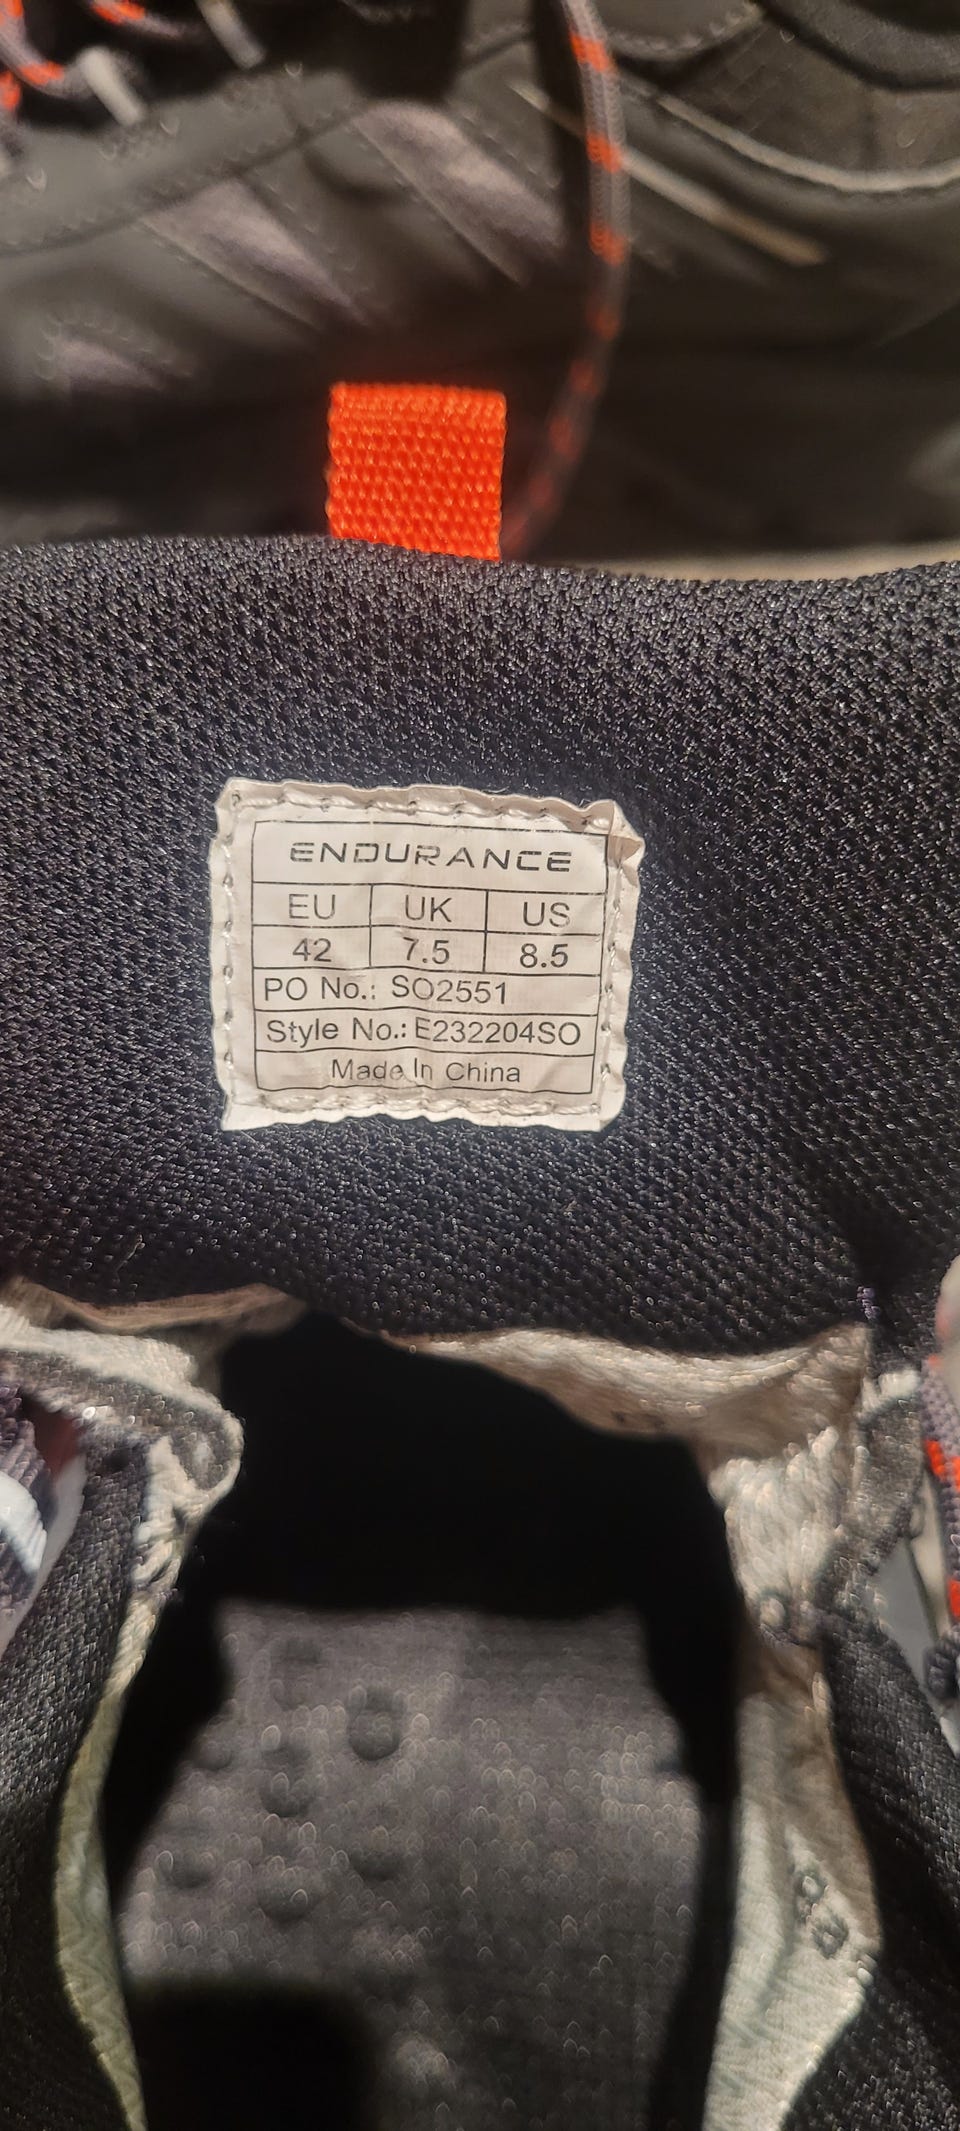 ENDURANCE
EU UK US
42 7.5 8.5
PO No.: SO2551
Style No.: E232204SO
Made In China